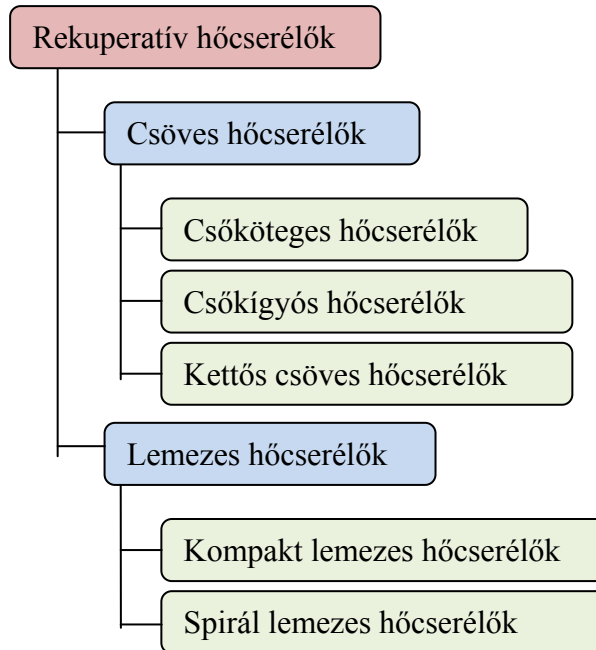 Rekuperatív hőcserélők
Csöves hőcserélők
Csőköteges hőcserélők
Csőkígyós hőcserélők
Kettős csöves hőcserélők
Lemezes hőcserélők
Kompakt lemezes hőcserélők
Spirál lemezes hőcserélők